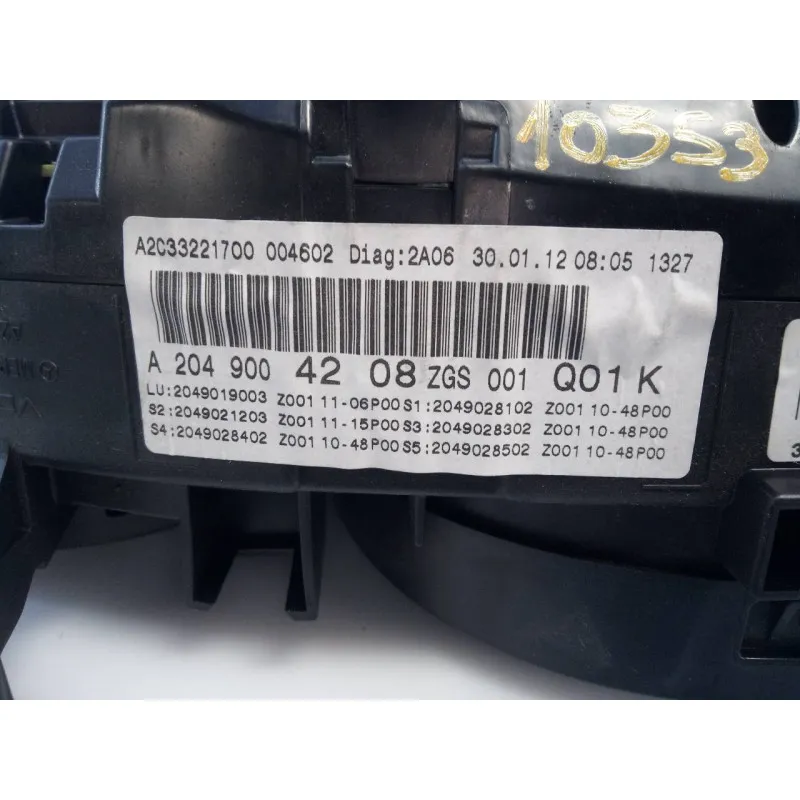 10353
A2C33221700 004602 Diag:2A06 30.01.12 08:05 1327
A 204 900 42 08 ZGS 001 Q01 K
LU:2049019003 Z001 11-06P00 S1:2049028102 Z001 10-48P00
S2:2049021203 Z001 11-15P00 S3:2049028302 Z001 10-48P00
S4:2049028402 Z001 10-48P00 S5:2049028502 Z001 10-48P00